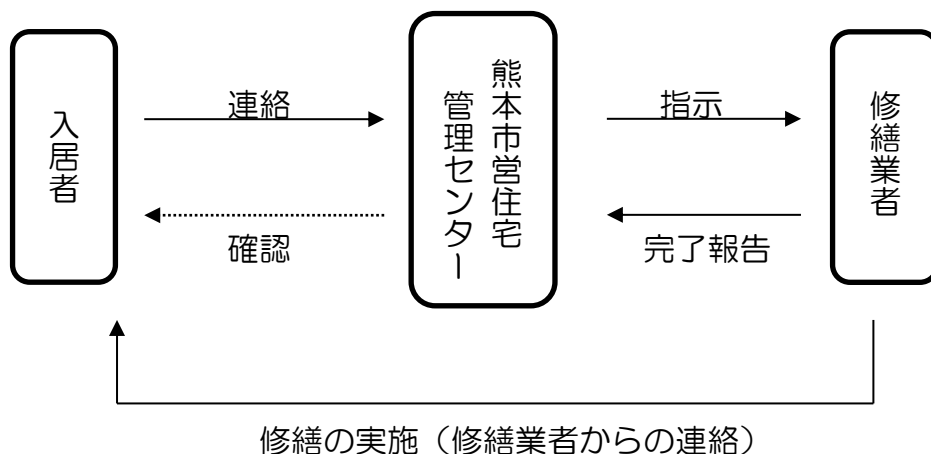 入居者
連絡
確認
熊本市営住宅
管理センター
指示
完了報告
修繕業者
修繕の実施（修繕業者からの連絡）